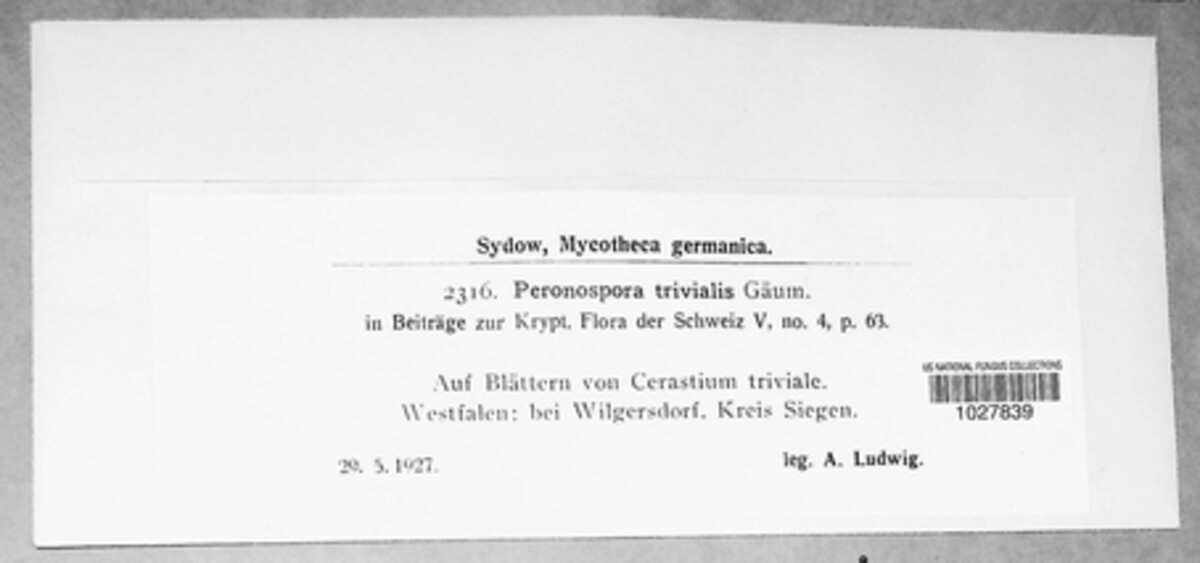 Sydow, Mycotheca germanica.
2316. Peronospora trivialis Gäum.
in Beiträge zur Krypt. Flora der Schweiz V, no. 4, p. 63.
Auf Blättern von Cerastium triviale.
Westfalen: bei Wilgersdorf, Kreis Siegen.
29. 5. 1927.
leg. A. Ludwig.
US NATIONAL FUNGUS COLLECTIONS
1027839